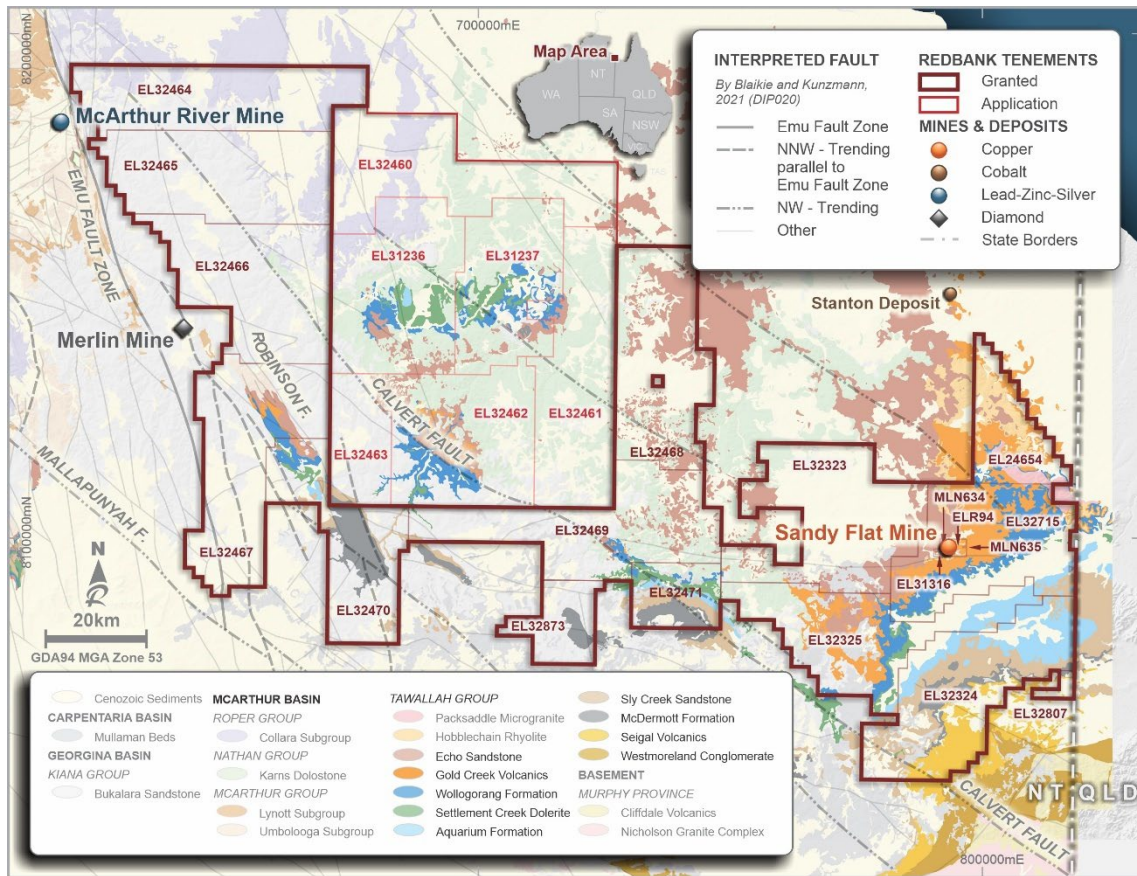 8200000mN
700000mE
Map Area
NT
WA
QLD
SA
NSW
INTERPRETED FAULT
By Blaikie and Kunzmann,
2021 (DIP020)
Emu Fault Zone
NNW - Trending
parallel to
Emu Fault Zone
NW - Trending
Other
REDBANK TENEMENTS
Granted
Application
MINES & DEPOSITS
Copper
Cobalt
Lead-Zinc-Silver
Diamond
State Borders
EL32464
McArthur River Mine
EL32465
EL32460
EMU FAULT ZONE
EL31236
EL31237
EL32466
Stanton Deposit
Merlin Mine
ROBINSON F.
CALVERT FAULT
EL32462
EL32461
EL32463
EL32468
EL32323
EL24654
MLN634
ELR94
EL32715
Sandy Flat Mine
MLN635
EL31316
MALLAPUNYAH F.
8100000mN
EL32467
EL32469
EL32470
EL32471
EL32873
EL32325
EL32324
EL32807
N
20km
GDA94 MGA Zone 53
NT QLD
CALVERT FAULT
800000mE
Cenozoic Sediments
CARPENTARIA BASIN
Mullaman Beds
GEORGINA BASIN
KIANA GROUP
Bukalara Sandstone
MCARTHUR BASIN
ROPER GROUP
Collara Subgroup
NATHAN GROUP
Karns Dolostone
MCARTHUR GROUP
Lynott Subgroup
Umbolooga Subgroup
TAWALLAH GROUP
Packsaddle Microgranite
Hobblechain Rhyolite
Echo Sandstone
Gold Creek Volcanics
Wollogorang Formation
Settlement Creek Dolerite
Aquarium Formation
Sly Creek Sandstone
McDermott Formation
Seigal Volcanics
Westmoreland Conglomerate
BASEMENT
MURPHY PROVINCE
Cliffdale Volcanics
Nicholson Granite Complex